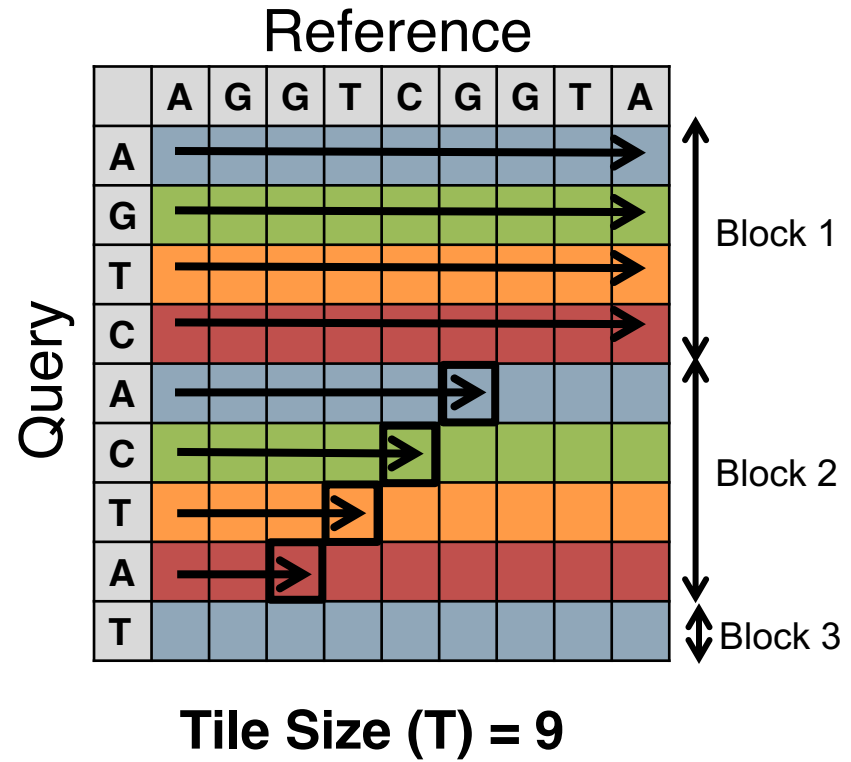 Reference
A G G T C G G T A
A
G
T
C
A
C
T
A
T
Query
Block 1
Block 2
Block 3
Tile Size (T) = 9